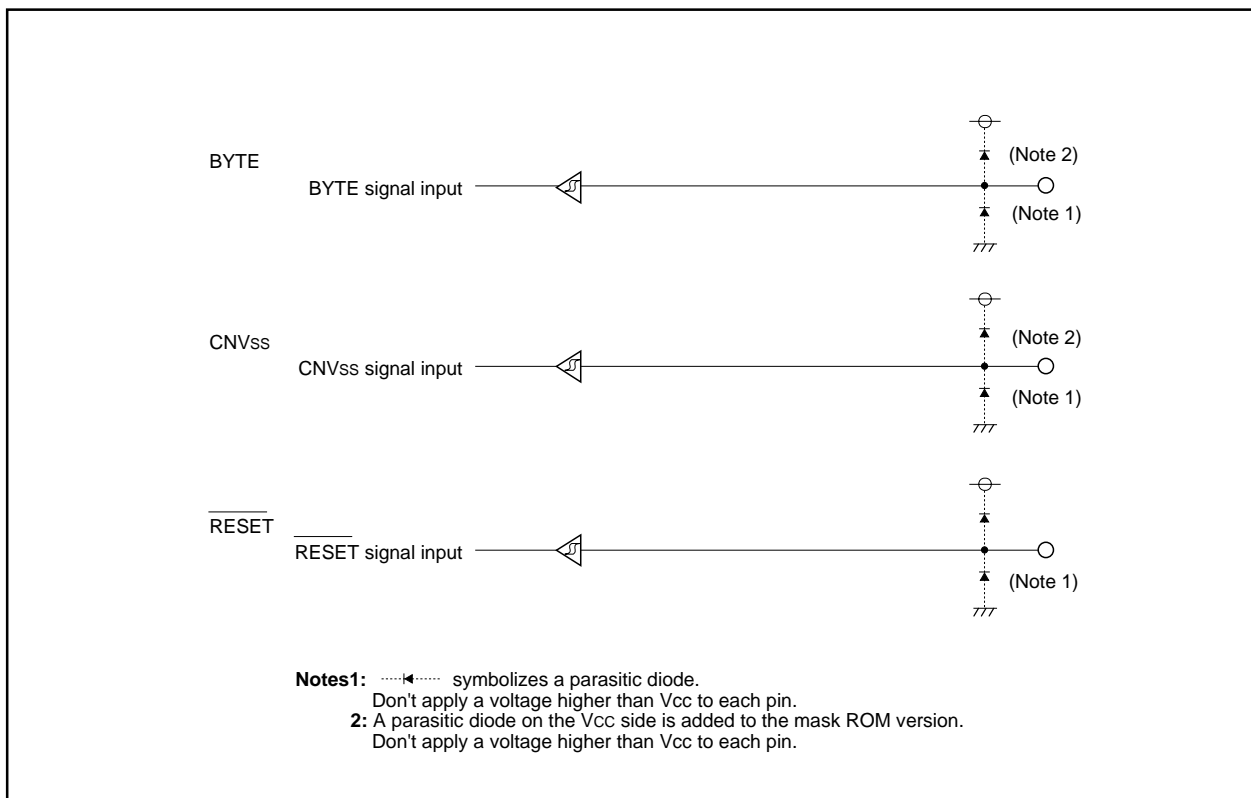 BYTE
BYTE signal input
(Note 2)
(Note 1)
CNVss
CNVss signal input
(Note 2)
(Note 1)
RESET
RESET signal input
(Note 1)
Notes1: symbolizes a parasitic diode.
Don't apply a voltage higher than Vcc to each pin.
2: A parasitic diode on the VCC side is added to the mask ROM version.
Don't apply a voltage higher than Vcc to each pin.